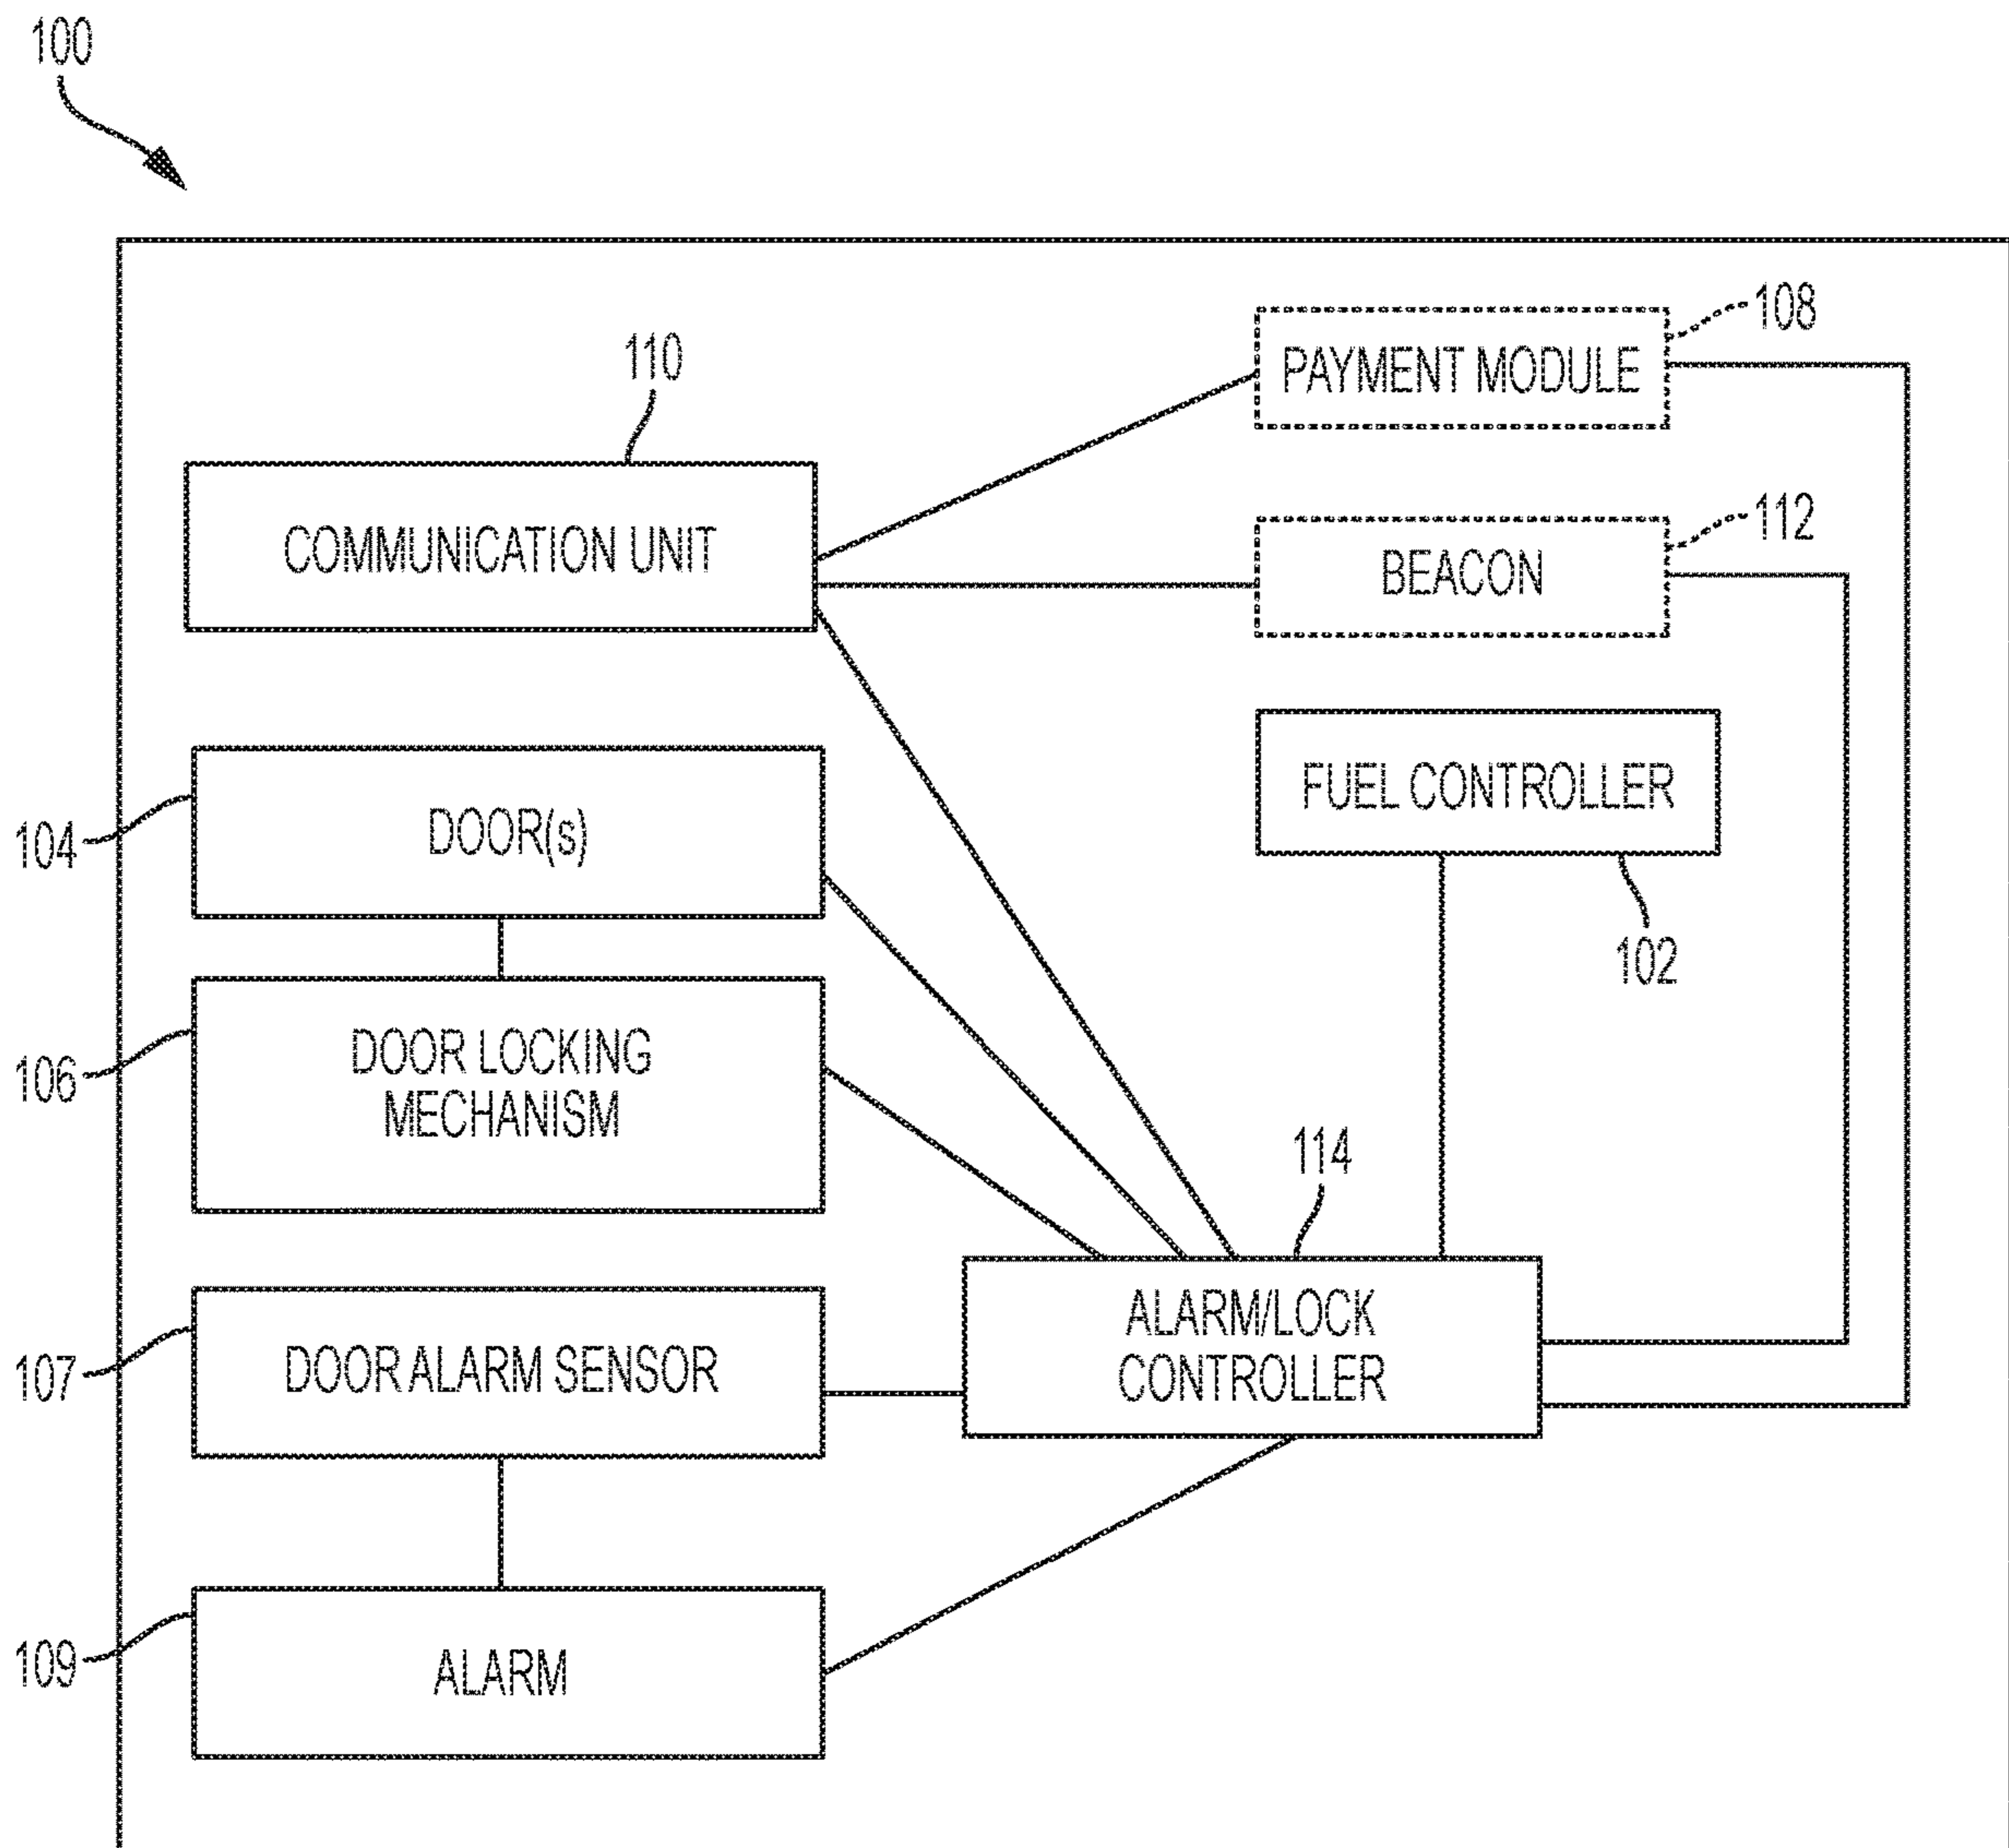 100
108
PAYMENT MODULE
110
112
COMMUNICATION UNIT
BEACON
FUEL CONTROLLER
104
DOOR(s)
102
106
DOOR LOCKING
MECHANISM
114
ALARM/LOCK
CONTROLLER
107
DOOR ALARM SENSOR
109
ALARM